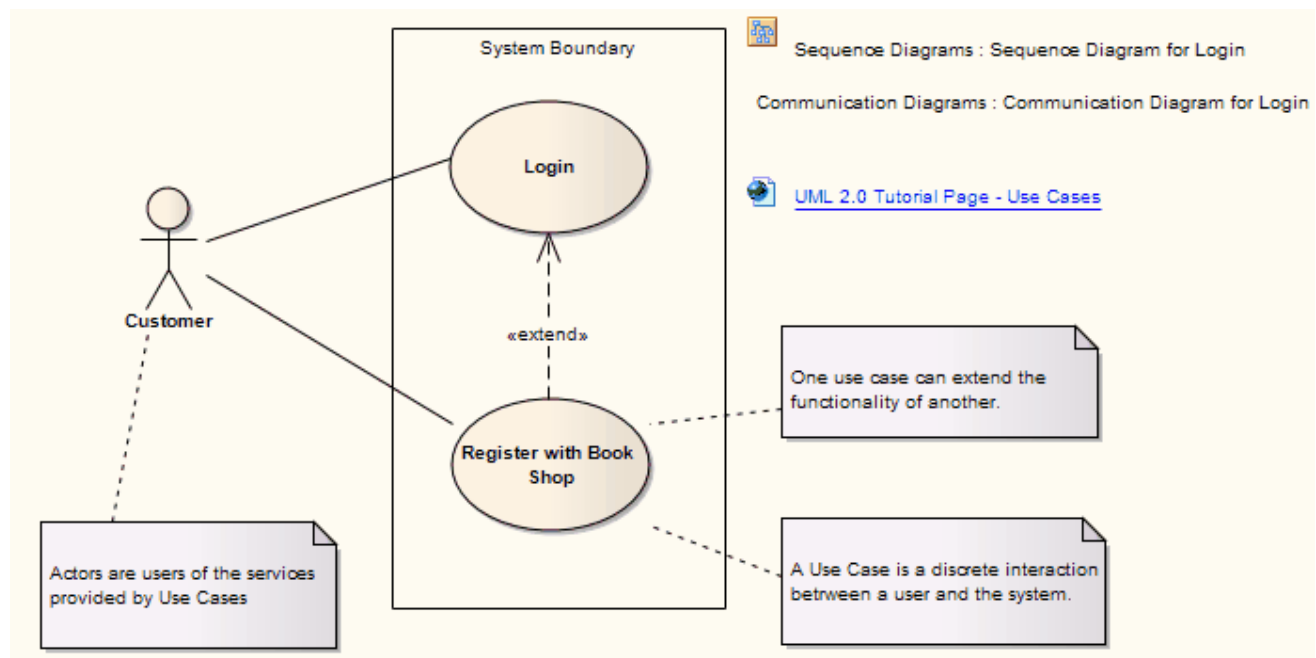 System Boundary
Sequence Diagrams : Sequence Diagram for Login
Communication Diagrams : Communication Diagram for Login
Login
UML 2.0 Tutorial Page - Use Cases
Customer
«extend»
One use case can extend the
functionality of another.
Register with Book
Shop
Actors are users of the services
provided by Use Cases
A Use Case is a discrete interaction
betrween a user and the system.